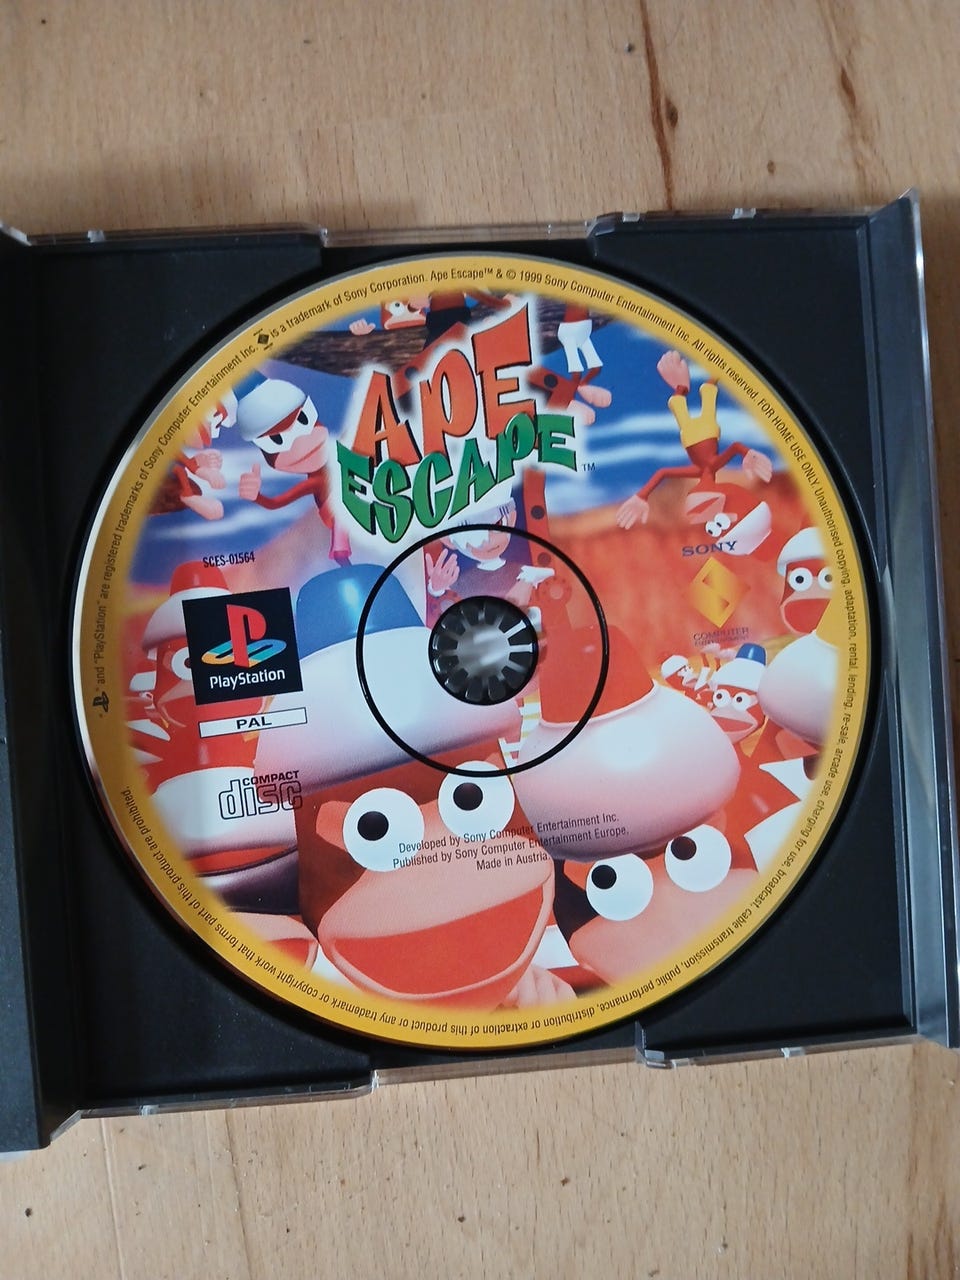 "PS" and "PlayStation" are registered trademarks of Sony Computer Entertainment Inc. is a trademark of Sony Corporation. Ape Escape™ & © 1999 Sony Computer Entertainment Inc. All rights reserved. FOR HOME USE ONLY. Unauthorised copying, adaptation, rental, lending, re-sale, arcade use, charging for use, broadcast, cable transmission, public performance, distribution or extraction of this product or any trademark or copyright work that forms part of this product are prohibited.
APE
ESCAPE™
SCES-01564
SONY
COMPUTER
ENTERTAINMENT
PlayStation
PAL
COMPACT
disc
Developed by Sony Computer Entertainment Inc.
Published by Sony Computer Entertainment Europe.
Made in Austria.